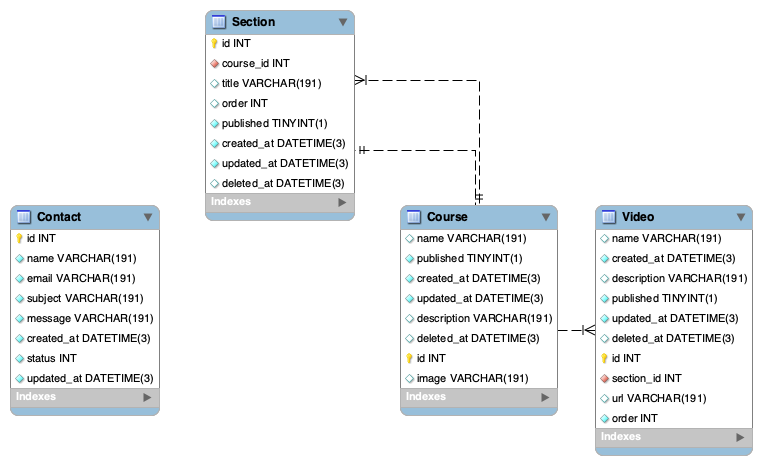 Section
id INT
course_id INT
title VARCHAR(191)
order INT
published TINYINT(1)
created_at DATETIME(3)
updated_at DATETIME(3)
deleted_at DATETIME(3)
Indexes
Contact
id INT
name VARCHAR(191)
email VARCHAR(191)
subject VARCHAR(191)
message VARCHAR(191)
created_at DATETIME(3)
status INT
updated_at DATETIME(3)
Indexes
Course
name VARCHAR(191)
published TINYINT(1)
created_at DATETIME(3)
updated_at DATETIME(3)
description VARCHAR(191)
deleted_at DATETIME(3)
id INT
image VARCHAR(191)
Indexes
Video
name VARCHAR(191)
created_at DATETIME(3)
description VARCHAR(191)
published TINYINT(1)
updated_at DATETIME(3)
deleted_at DATETIME(3)
id INT
section_id INT
url VARCHAR(191)
order INT
Indexes